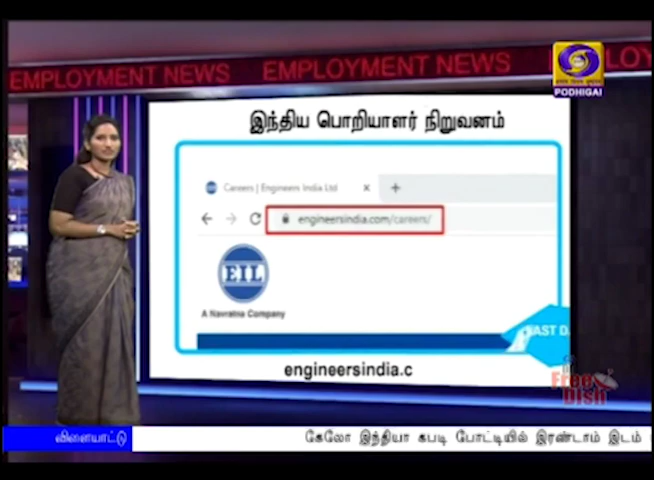 EMPLOYMENT NEWS EMPLOYMENT NEWS
PODHIGAI
இந்திய பொறியாளர் நிறுவனம்
Careers | Engineers India Ltd
engineersindia.com/careers/
EIL
A Navratna Company
engineersindia.c
Free Dish
விளையாட்டு
கேலோ இந்தியா கபடி போட்டியில் இரண்டாம் இடம்